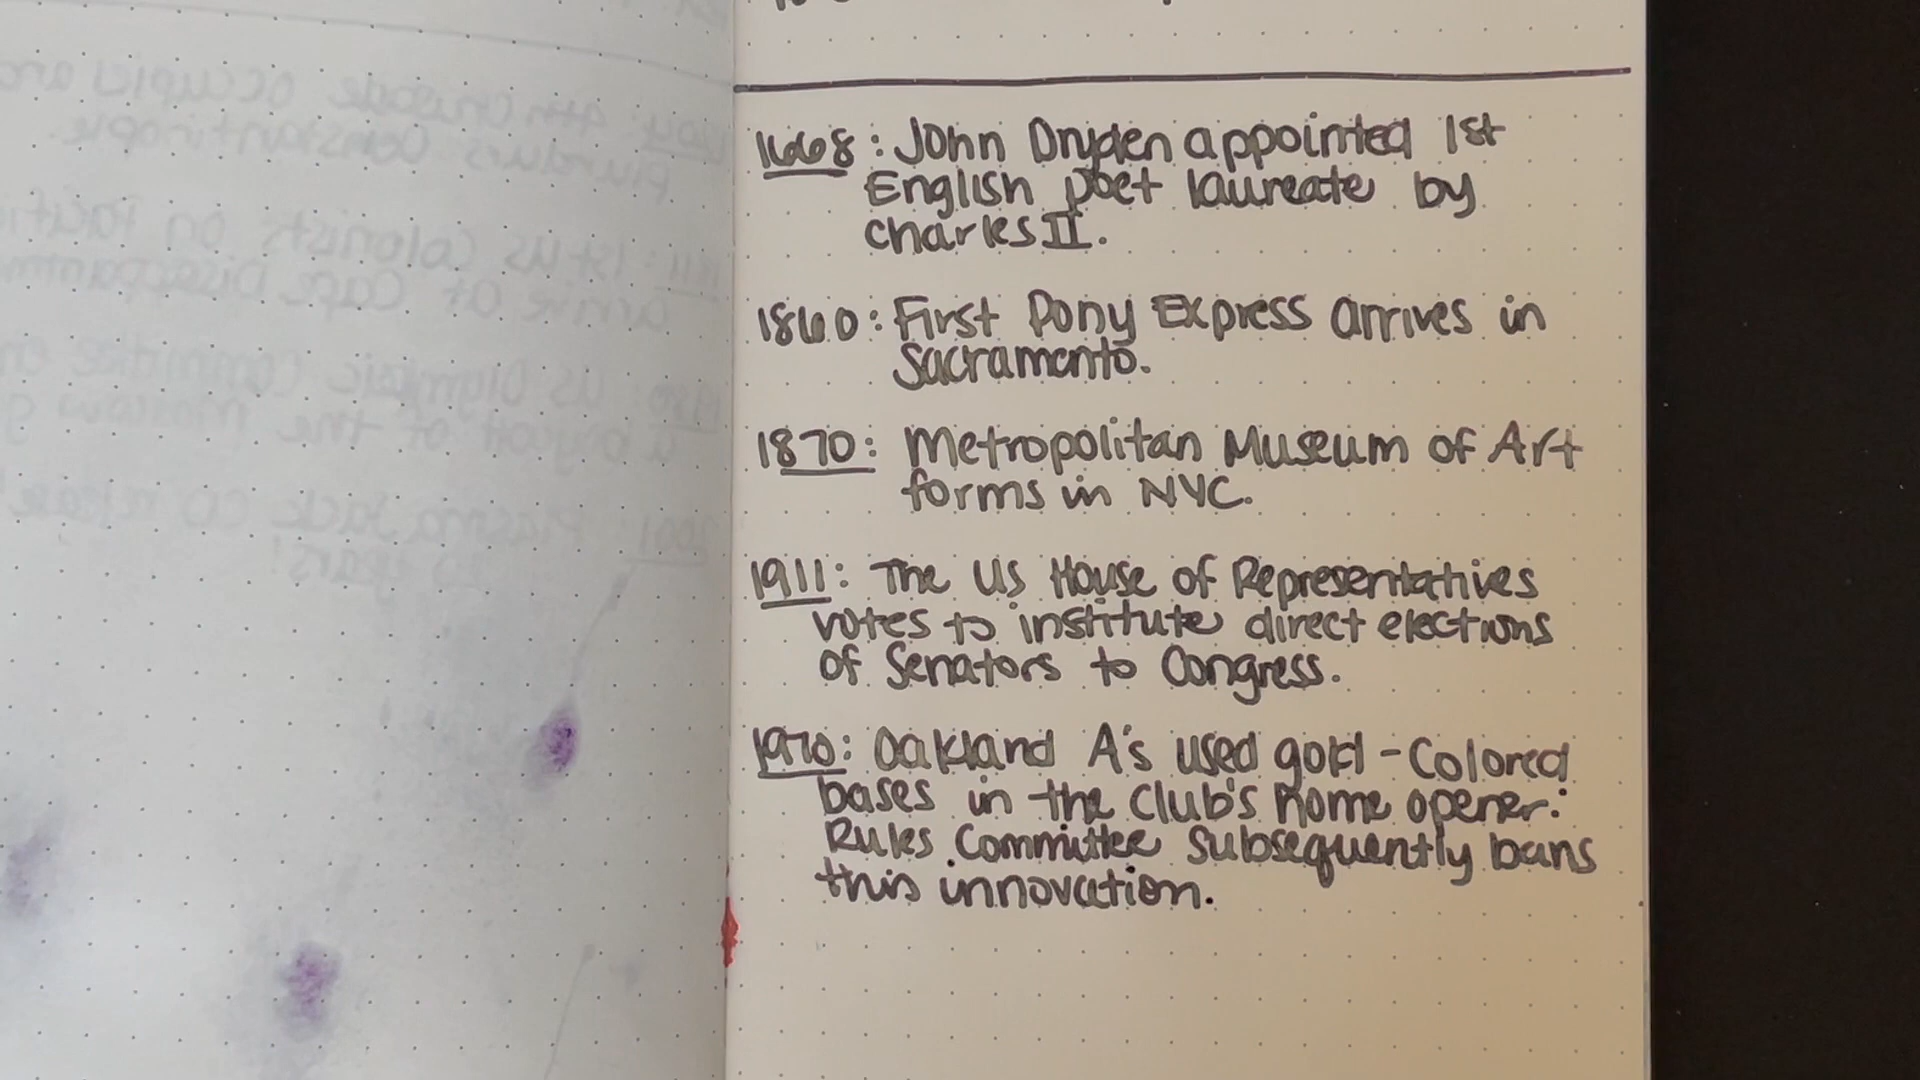 1668: John Dryden appointed 1st
English poet laureate by
Charles II.
1860: First Pony Express arrives in
Sacramento.
1870: Metropolitan Museum of Art
forms in NYC.
1911: The US House of Representatives
votes to institute direct elections
of Senators to Congress.
1970: Oakland A's used gold-colored
bases in the club's home opener:
Rules Committee subsequently bans
this innovation.